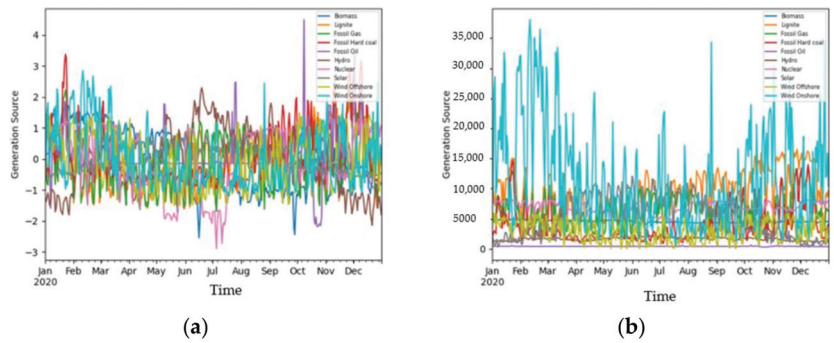 Generation Source
4
3
2
1
0
−1
−2
−3
Jan
2020
Feb
Mar
Apr
May
Jun
Jul
Aug
Sep
Oct
Nov
Dec
Time
Biomass
Lignite
Fossil Gas
Fossil Hard coal
Fossil Oil
Hydro
Nuclear
Solar
Wind Offshore
Wind Onshore
(a)
Generation Source
35,000
30,000
25,000
20,000
15,000
10,000
5000
0
Jan
2020
Feb
Mar
Apr
May
Jun
Jul
Aug
Sep
Oct
Nov
Dec
Time
Biomass
Lignite
Fossil Gas
Fossil Hard coal
Fossil Oil
Hydro
Nuclear
Solar
Wind Offshore
Wind Onshore
(b)